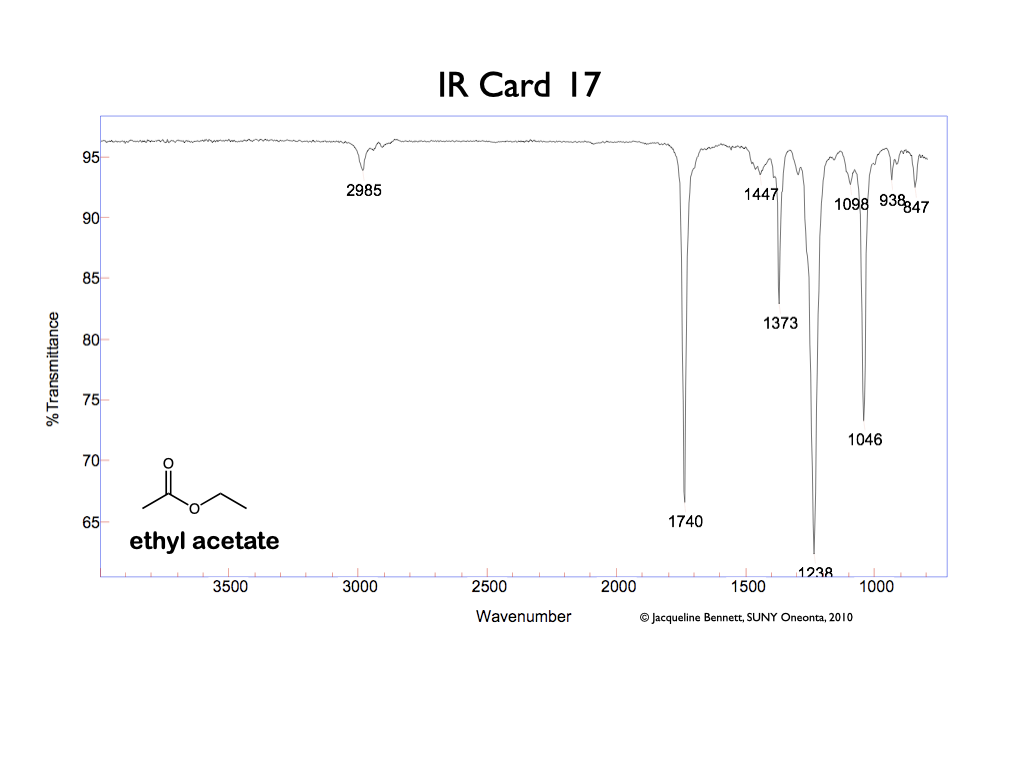 IR Card 17
95
90
85
80
75
70
65
%Transmittance
2985
1447
1098
938
847
1373
1046
1740
1238
O
O
ethyl acetate
3500 3000 2500 2000 1500 1000
Wavenumber
© Jacqueline Bennett, SUNY Oneonta, 2010